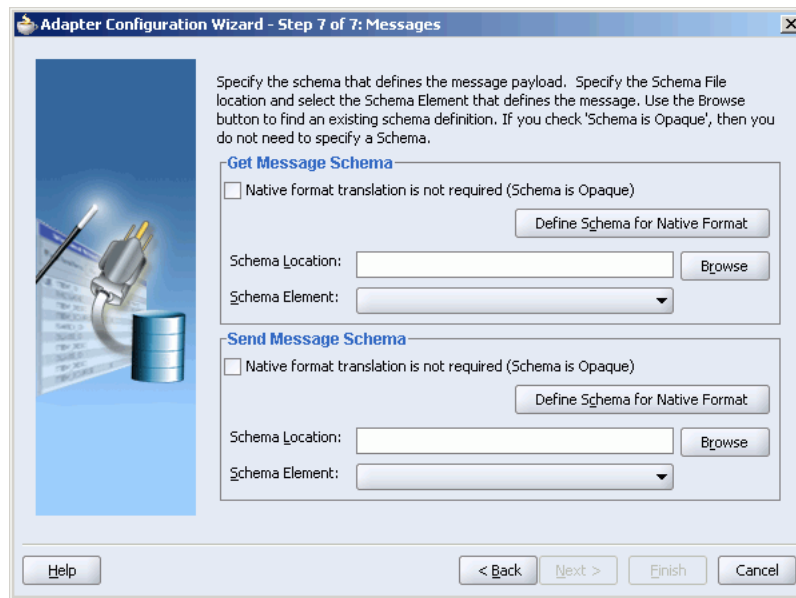 Adapter Configuration Wizard - Step 7 of 7: Messages
Specify the schema that defines the message payload.  Specify the Schema File
location and select the Schema Element that defines the message. Use the Browse
button to find an existing schema definition. If you check 'Schema is Opaque', then you
do not need to specify a Schema.
Get Message Schema
Native format translation is not required (Schema is Opaque)
Define Schema for Native Format
Schema Location:
Browse
Schema Element:
Send Message Schema
Native format translation is not required (Schema is Opaque)
Define Schema for Native Format
Schema Location:
Browse
Schema Element:
Help
< Back
Next >
Finish
Cancel